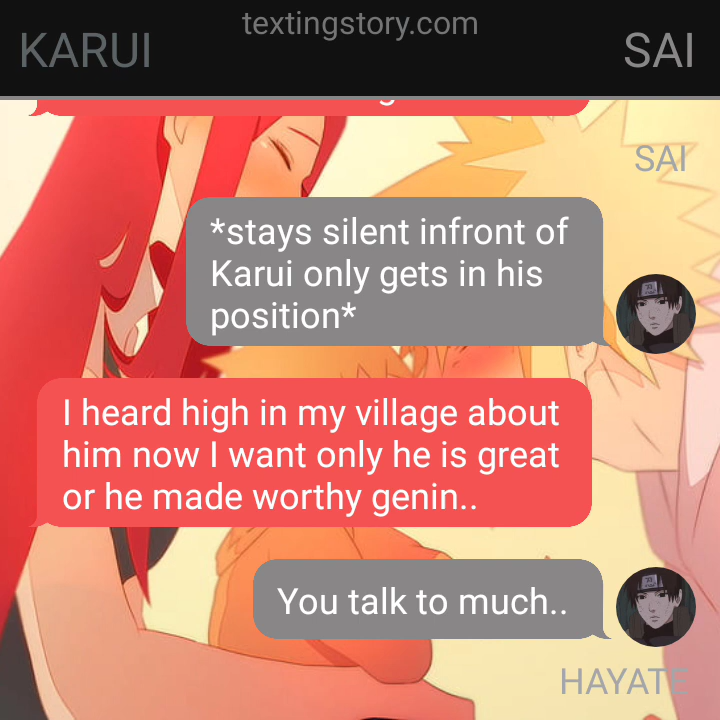 textingstory.com
KARUI
SAI
SAI
*stays silent infront of
Karui only gets in his
position*
I heard high in my village about
him now I want only he is great
or he made worthy genin..
You talk to much..
HAYATE